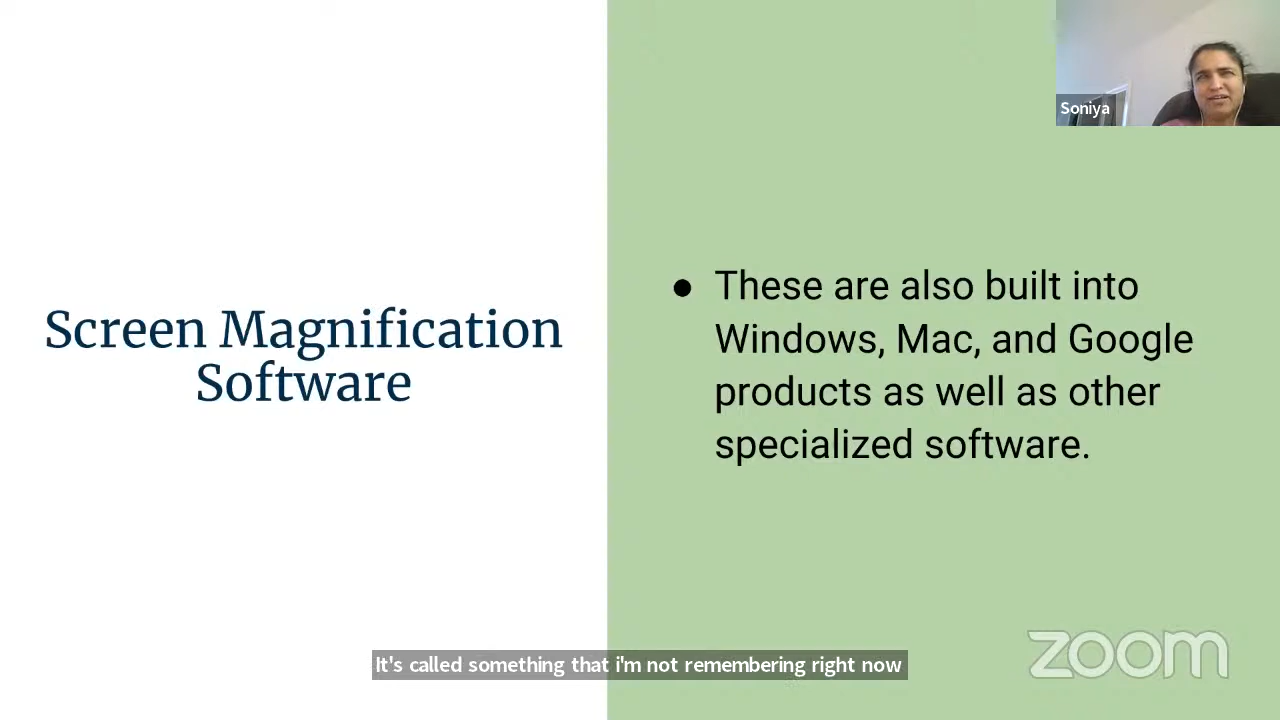 Soniya
Screen Magnification
Software
● These are also built into
Windows, Mac, and Google
products as well as other
specialized software.
It's called something that i'm not remembering right now
zoom